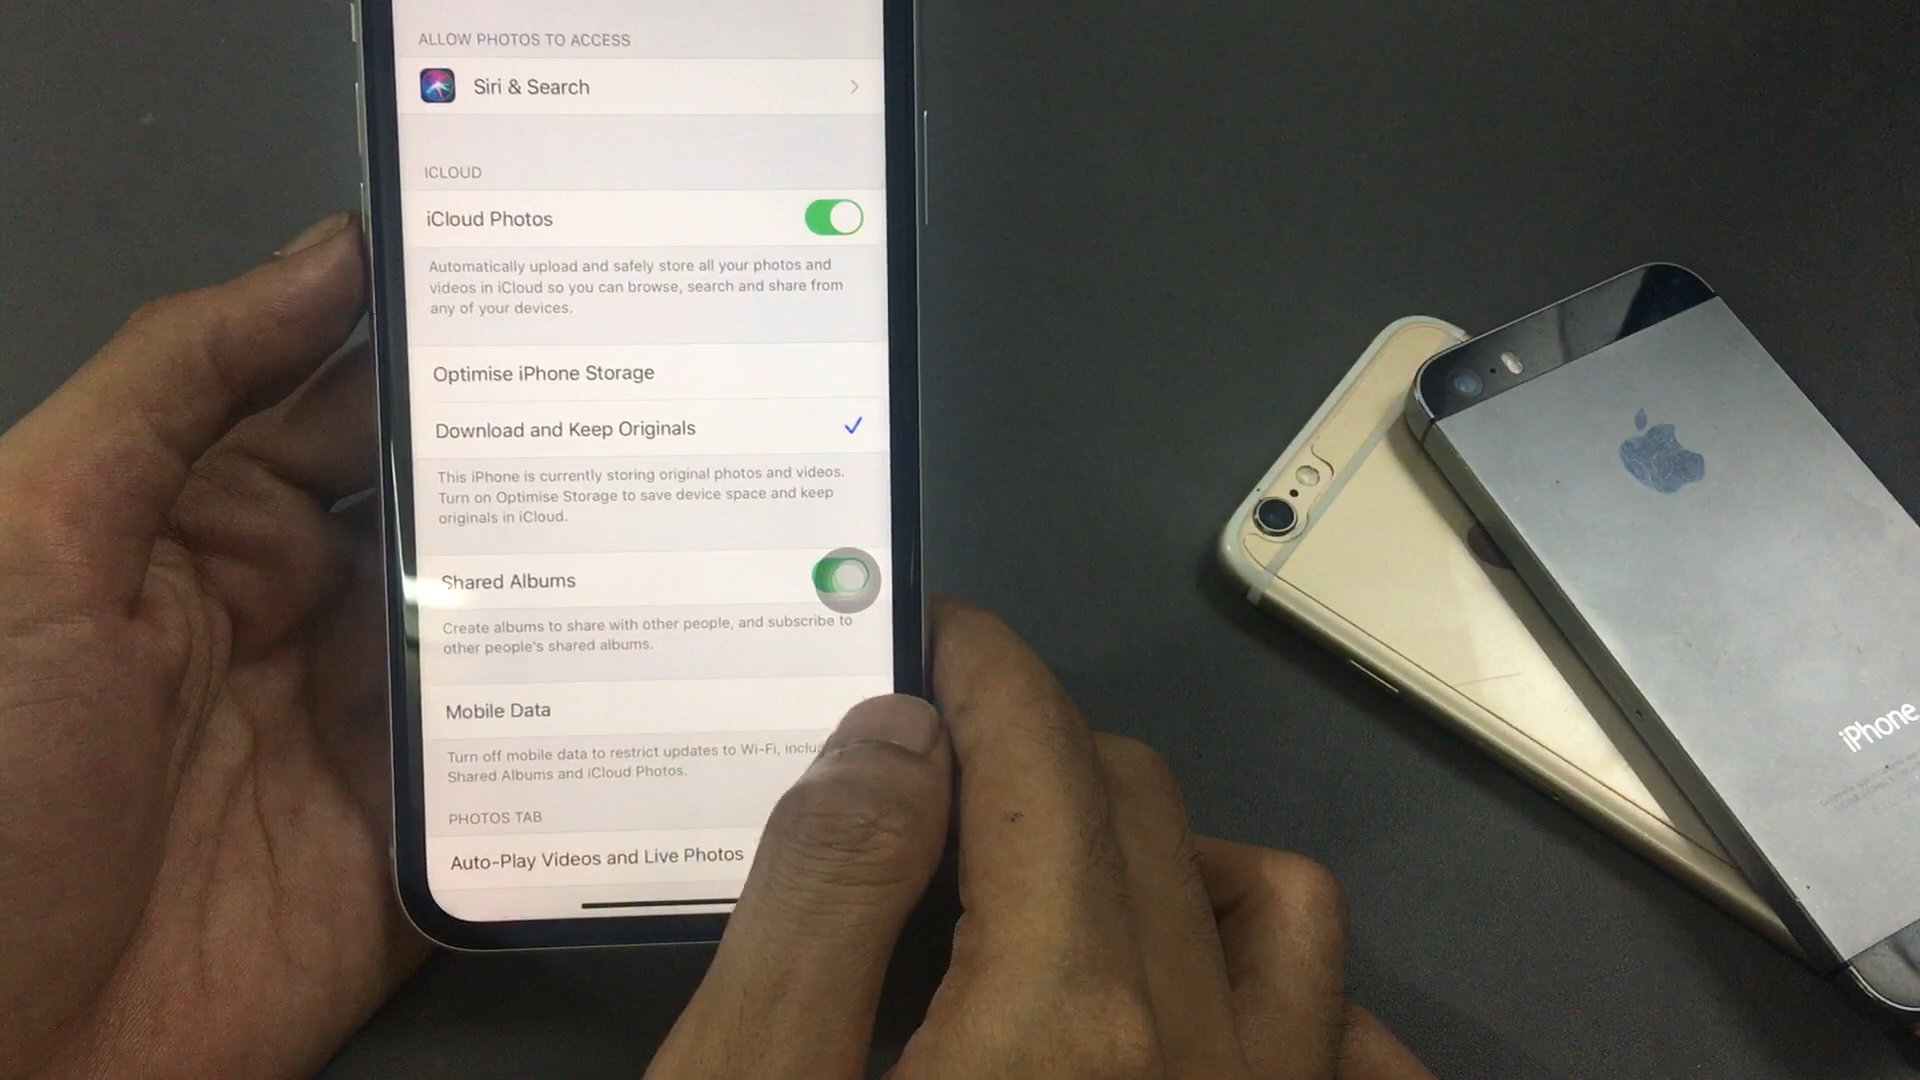 ALLOW PHOTOS TO ACCESS
Siri & Search
ICLOUD
iCloud Photos
Automatically upload and safely store all your photos and
videos in iCloud so you can browse, search and share from
any of your devices.
Optimise iPhone Storage
Download and Keep Originals
This iPhone is currently storing original photos and videos.
Turn on Optimise Storage to save device space and keep
originals in iCloud.
Shared Albums
Create albums to share with other people, and subscribe to
other people's shared albums.
Mobile Data
Turn off mobile data to restrict updates to Wi-Fi,
Shared Albums and iCloud Photos.
PHOTOS TAB
Auto-Play Videos and Live Photos
iPhone